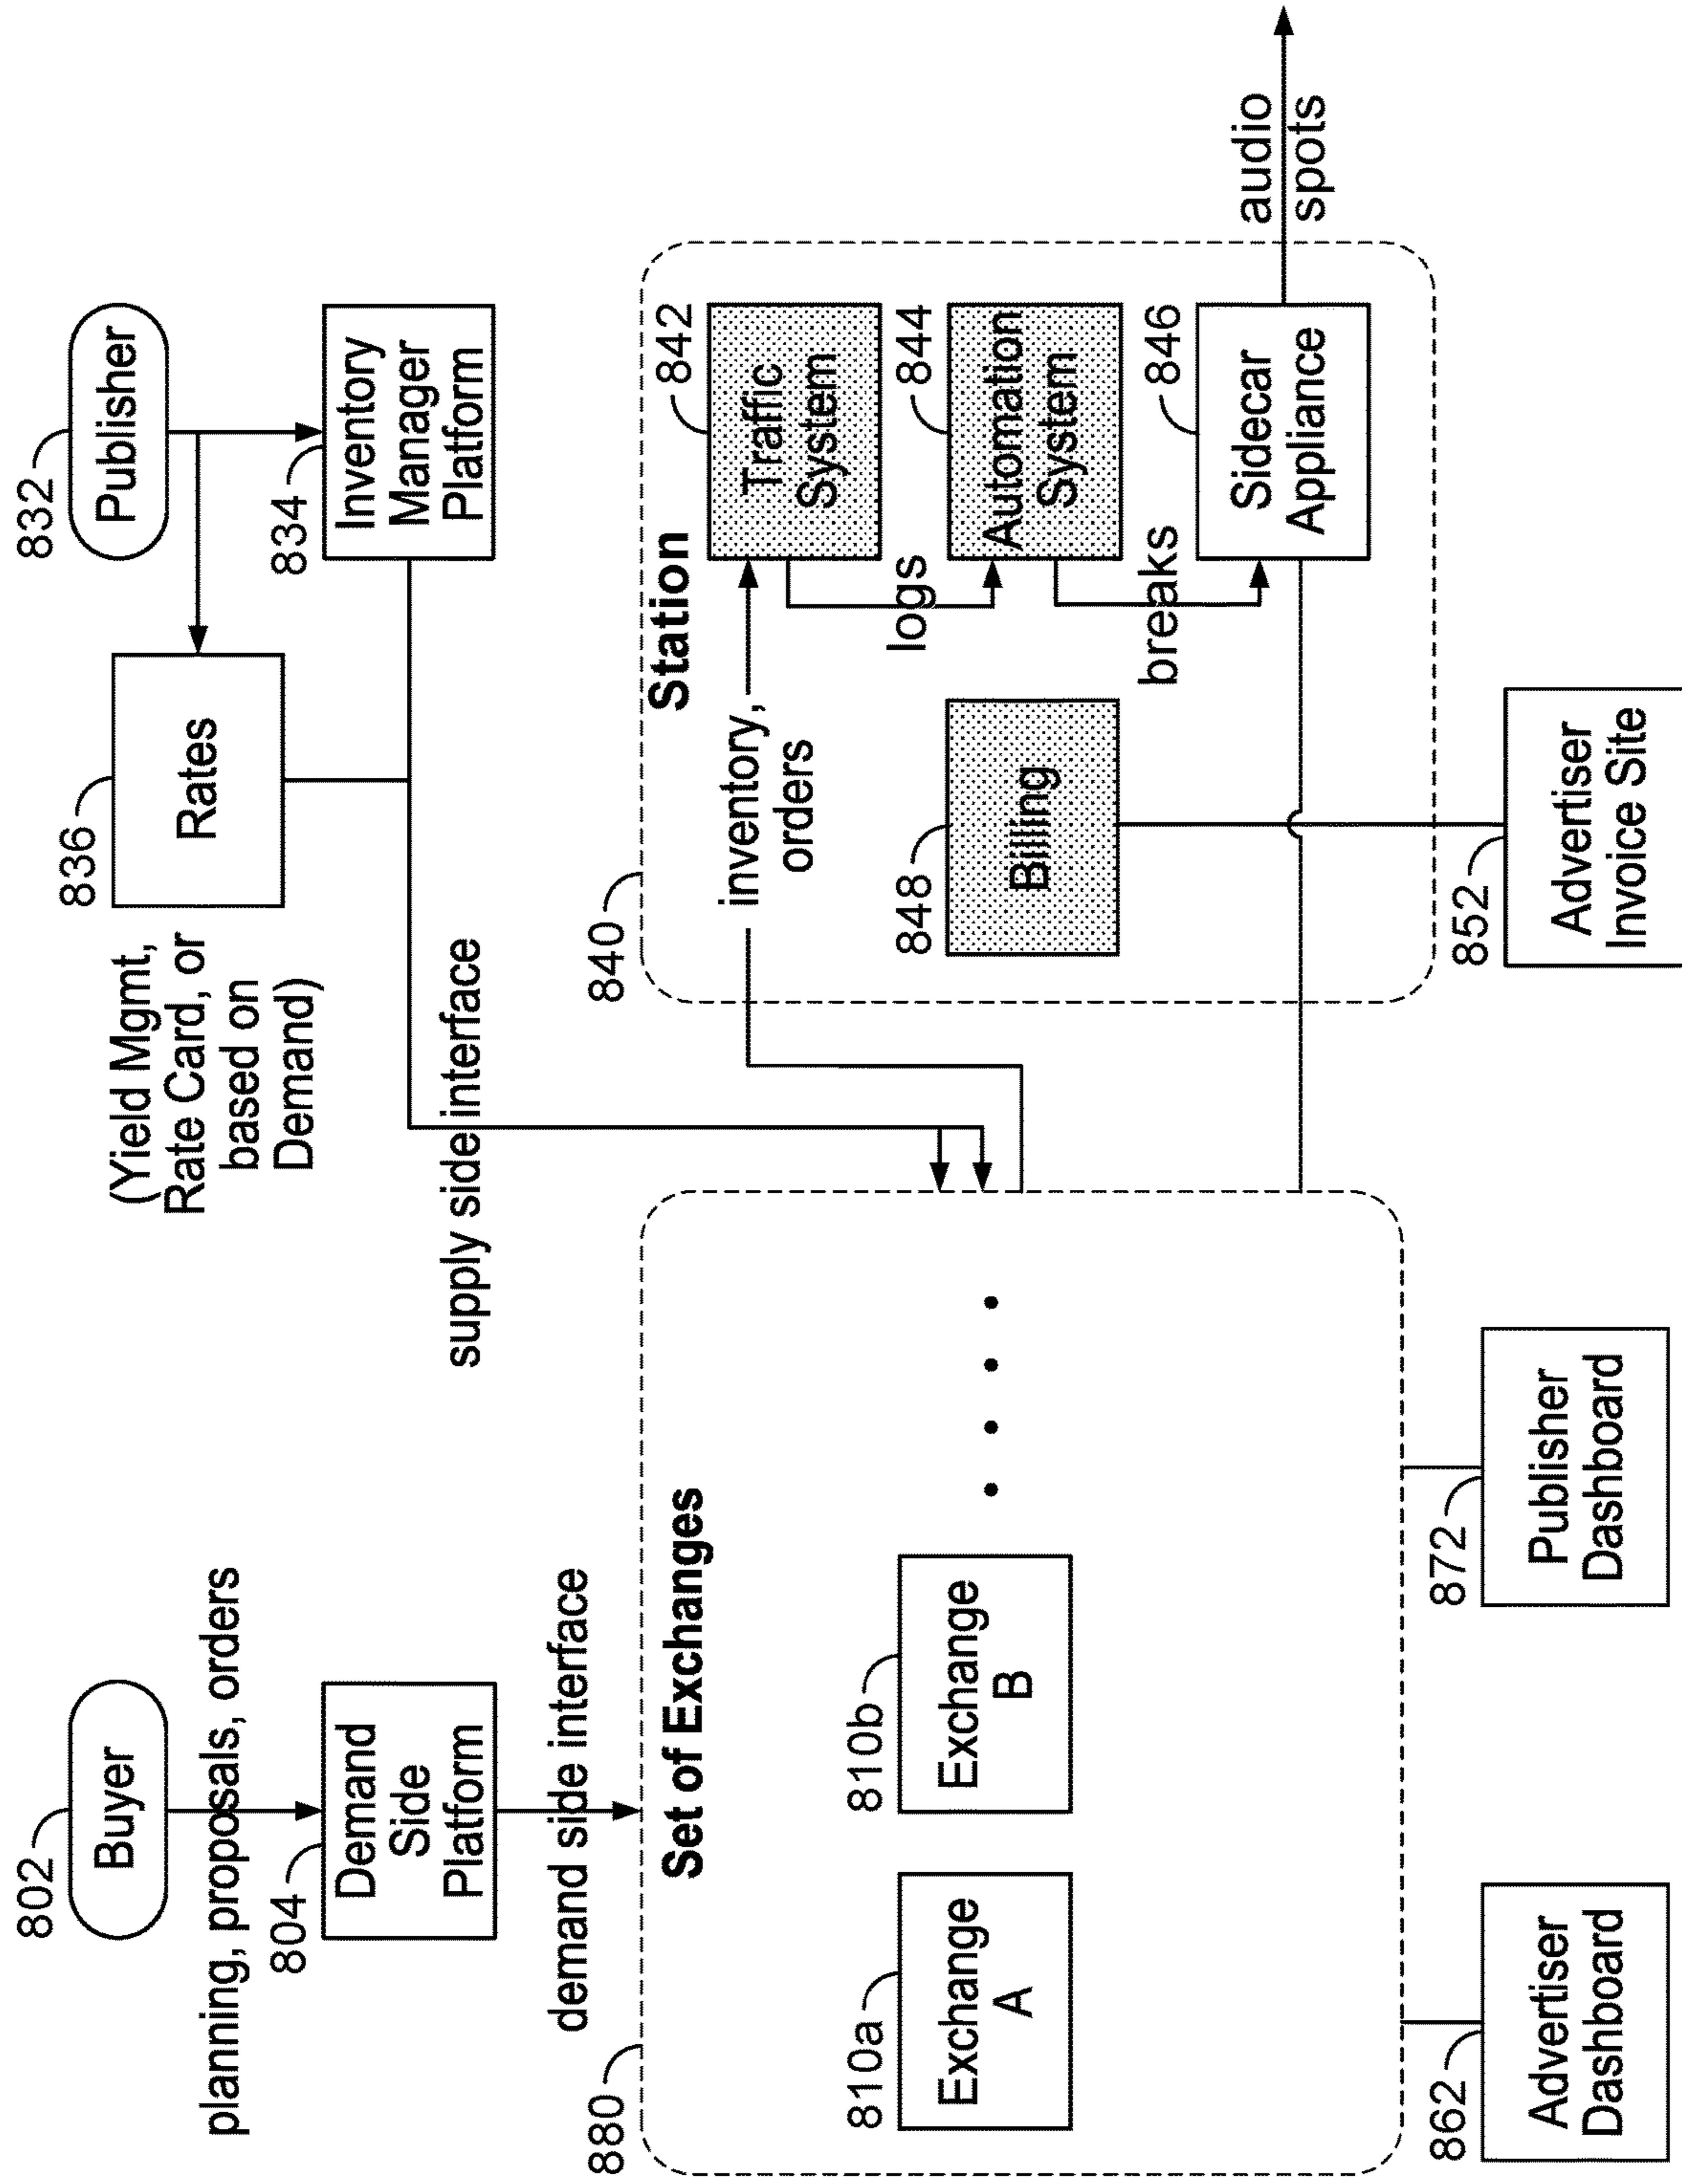 802
Buyer
planning, proposals, orders
804
Demand
Side
Platform
demand side interface
832
Publisher
834
Inventory
Manager
Platform
836
Rates
(Yield Mgmt,
Rate Card, or
based on
Demand)
supply side interface
880
Set of Exchanges
810a
Exchange
A
810b
Exchange
B
840
Station
inventory,
orders
842
Traffic
System
logs
844
Automation
System
breaks
846
Sidecar
Appliance
audio
spots
848
Billing
852
Advertiser
Invoice Site
862
Advertiser
Dashboard
872
Publisher
Dashboard